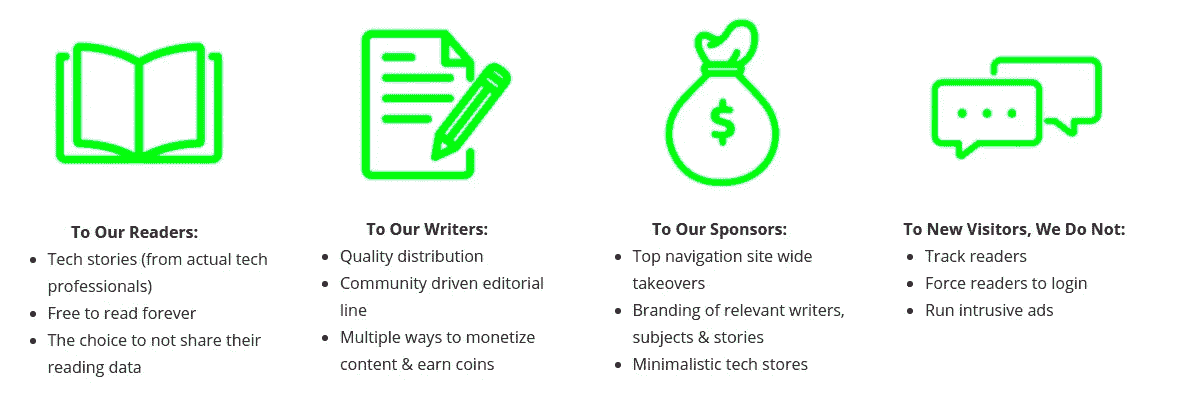 $
To Our Readers:
• Tech stories (from actual tech
professionals)
• Free to read forever
• The choice to not share their
reading data
To Our Writers:
• Quality distribution
• Community driven editorial
line
• Multiple ways to monetize
content & earn coins
To Our Sponsors:
• Top navigation site wide
takeovers
• Branding of relevant writers,
subjects & stories
• Minimalistic tech stores
To New Visitors, We Do Not:
• Track readers
• Force readers to login
• Run intrusive ads